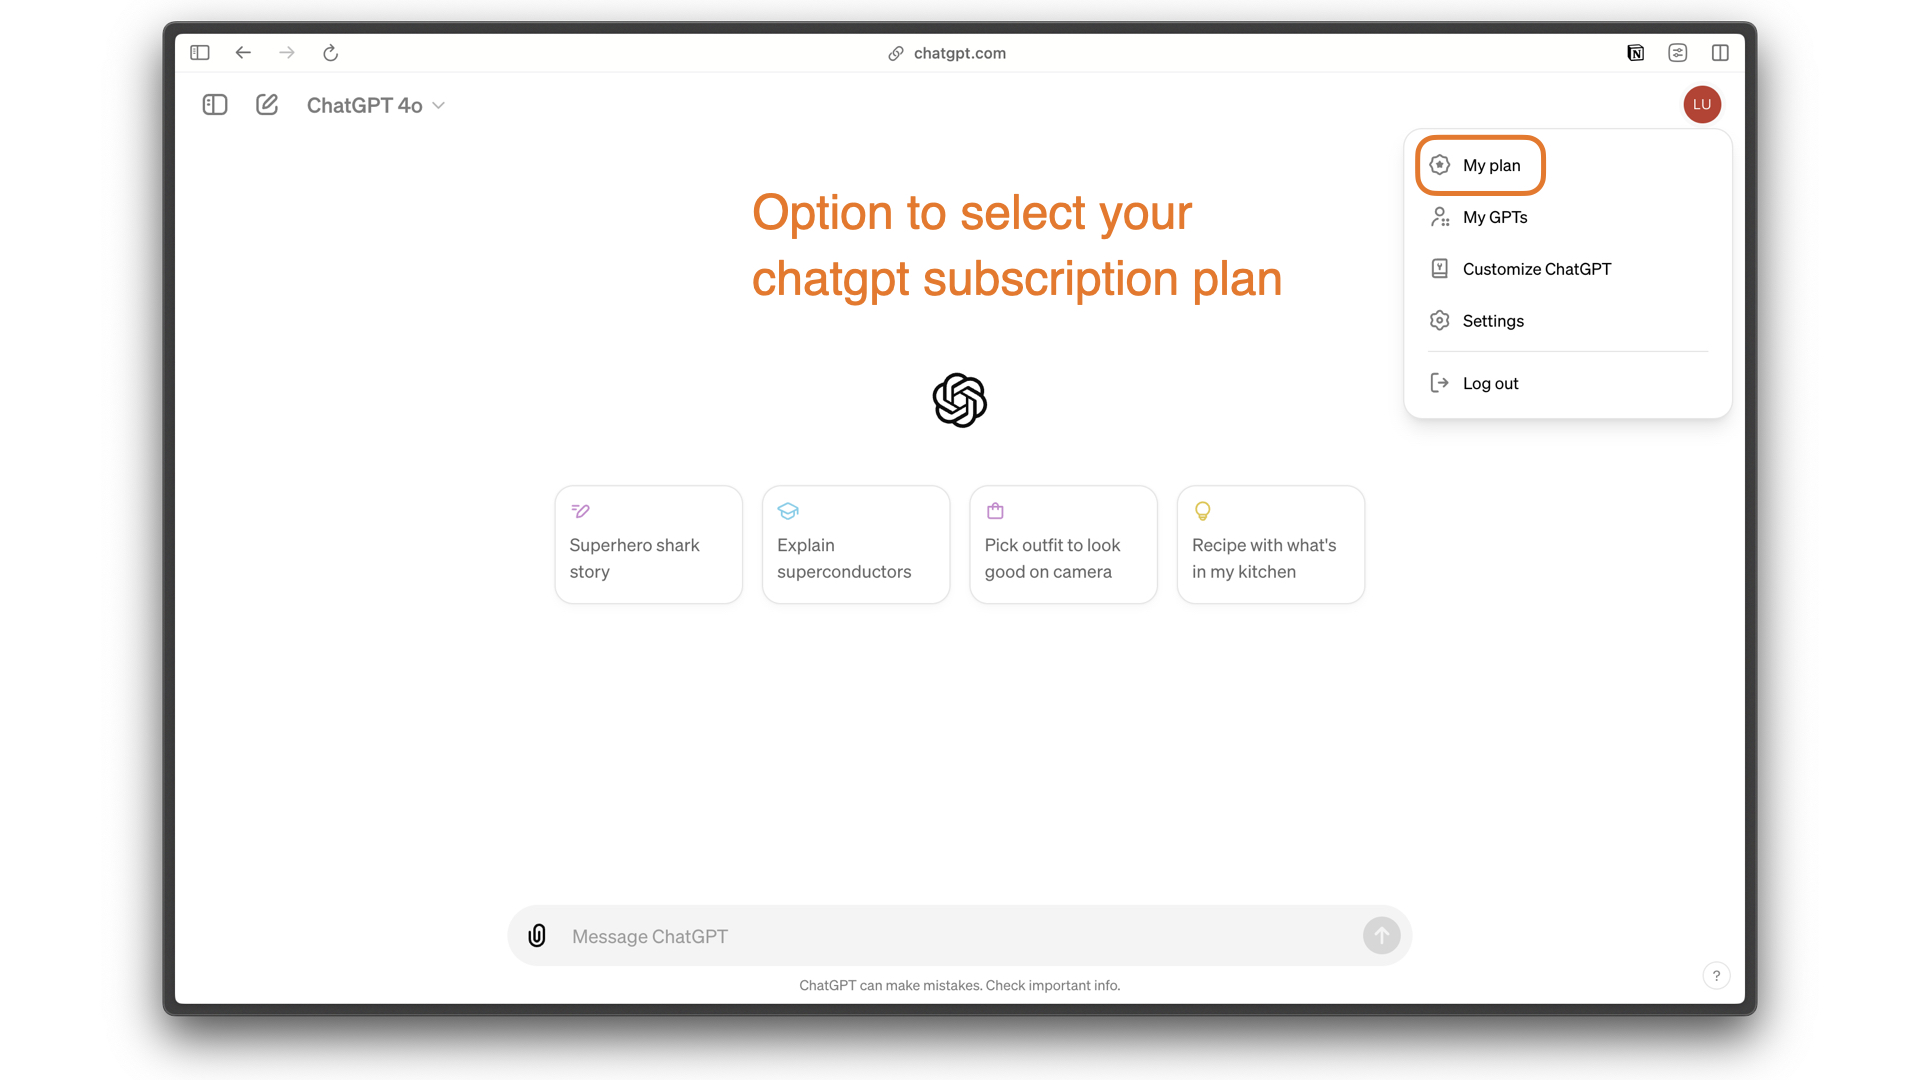 chatgpt.com
N
ChatGPT 4o
LU
My plan
My GPTs
Customize ChatGPT
Settings
Log out
Option to select your
chatgpt subscription plan
Superhero shark
story
Explain
superconductors
Pick outfit to look
good on camera
Recipe with what's
in my kitchen
Message ChatGPT
ChatGPT can make mistakes. Check important info.
?